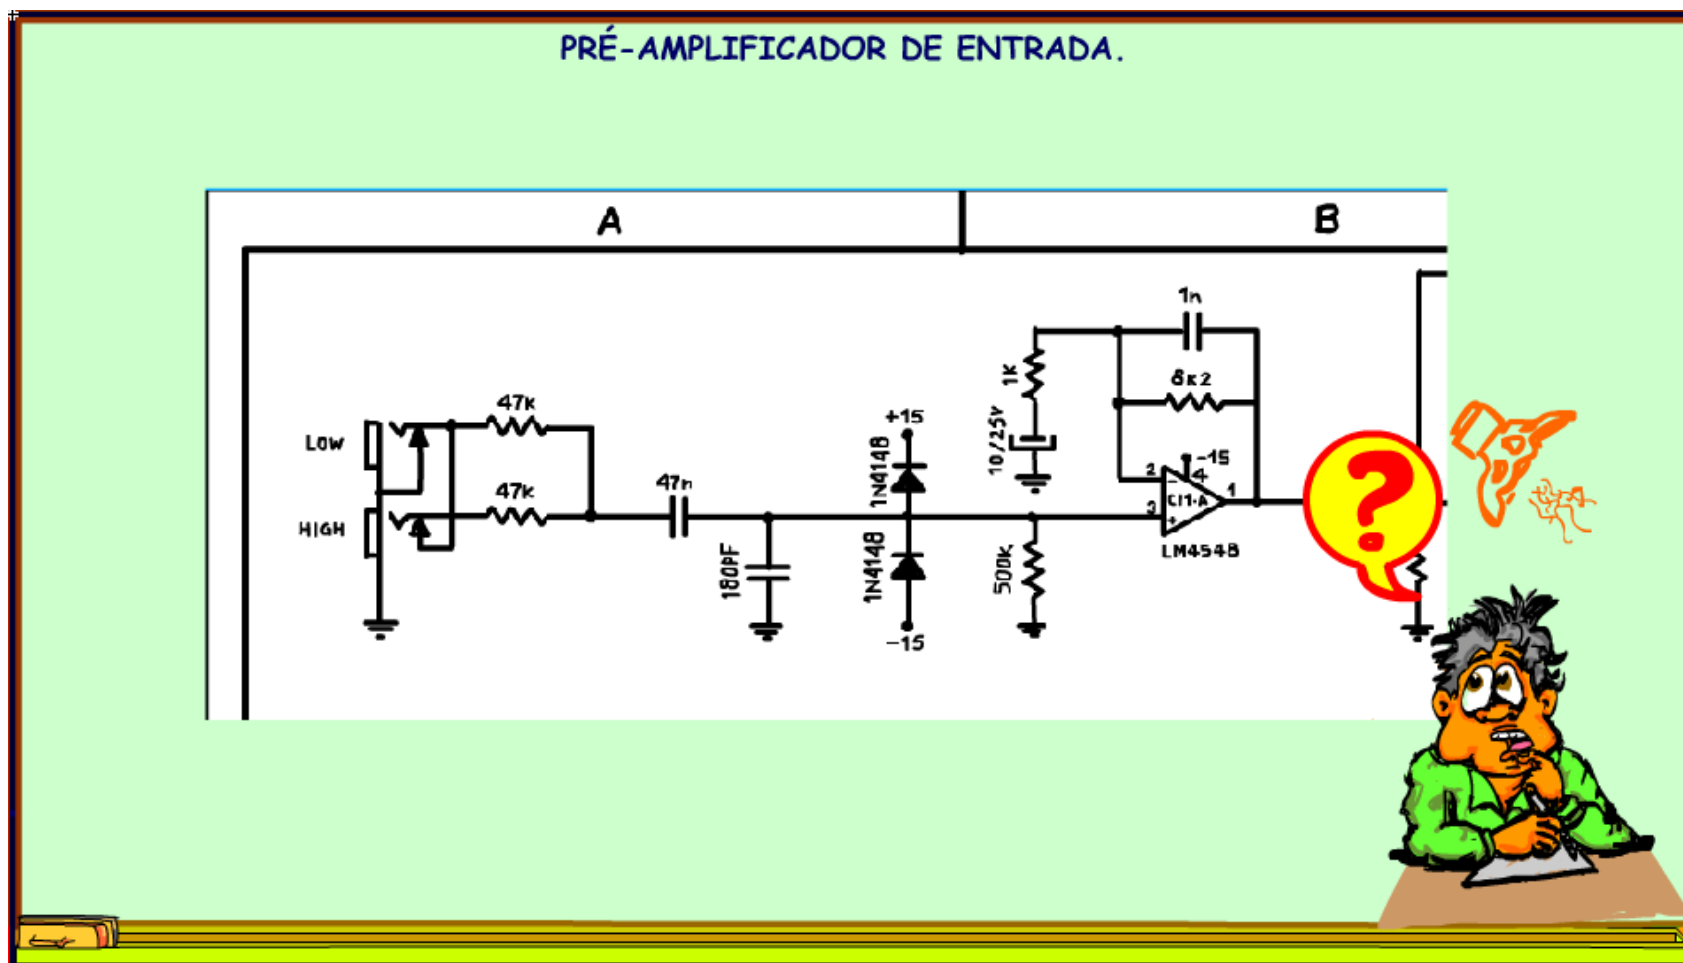 PRÉ-AMPLIFICADOR DE ENTRADA.
A
B
1n
1K
8K2
47K
+15
10/25V
LOW
1N4148
-15
47K
47n
2
4
-
CI1-A
1
HIGH
3
+
180PF
1N4148
500K
LM4548
-15
?